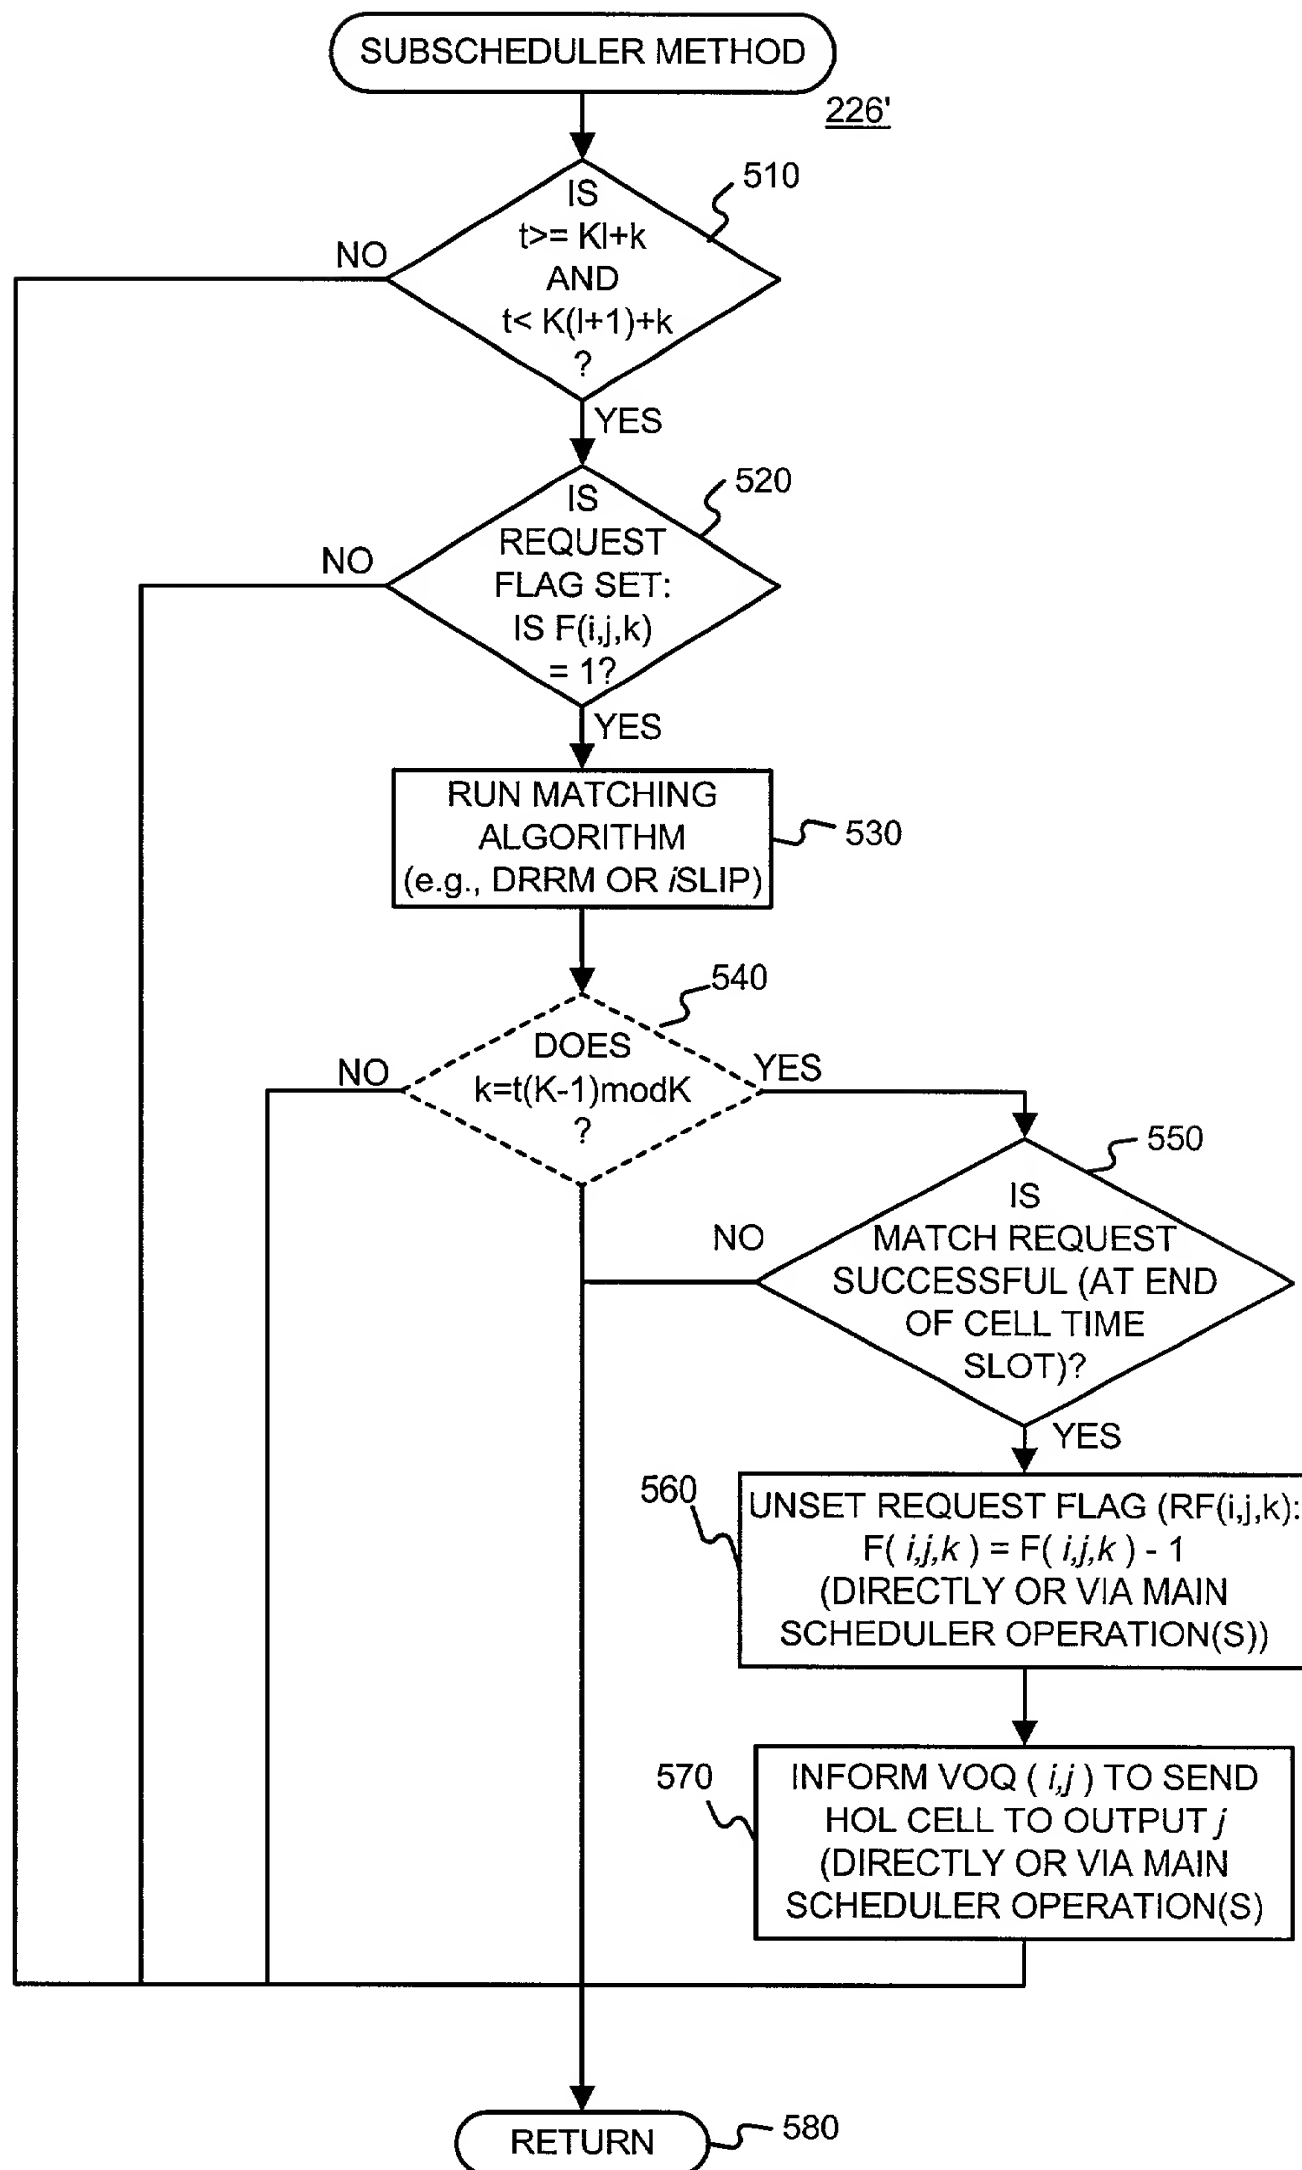 SUBSCHEDULER METHOD
226'
510
IS
t>= Kl+k
AND
t< K(l+1)+k
?
NO
YES
520
IS
REQUEST
FLAG SET:
IS F(i,j,k)
= 1?
NO
YES
RUN MATCHING
ALGORITHM
(e.g., DRRM OR iSLIP)
530
540
DOES
k=t(K-1)modK
?
NO
YES
550
IS
MATCH REQUEST
SUCCESSFUL (AT END
OF CELL TIME
SLOT)?
NO
YES
560
UNSET REQUEST FLAG (RF(i,j,k):
F( i,j,k ) = F( i,j,k ) - 1
(DIRECTLY OR VIA MAIN
SCHEDULER OPERATION(S))
570
INFORM VOQ ( i,j ) TO SEND
HOL CELL TO OUTPUT j
(DIRECTLY OR VIA MAIN
SCHEDULER OPERATION(S)
RETURN
580